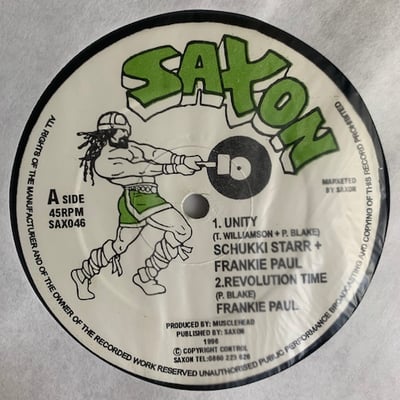 SAXON
10
MARKETED
BY SAXON
A SIDE
45RPM
SAX046
1. UNITY
(T. WILLIAMSON + P. BLAKE)
SCHUKKI STARR +
FRANKIE PAUL
2.REVOLUTION TIME
(P. BLAKE)
FRANKIE PAUL
PRODUCED BY: MUSCLEHEAD
PUBLISHED BY: SAXON
1996
© COPYRIGHT CONTROL
SAXON TEL:0860 223 626
ALL RIGHTS OF THE MANUFACTURER AND OF THE OWNER OF THE RECORDED WORK RESERVED UNAUTHORISED PUBLIC PERFORMANCE BROADCASTING AND COPYING OF THIS RECORD PROHIBITED